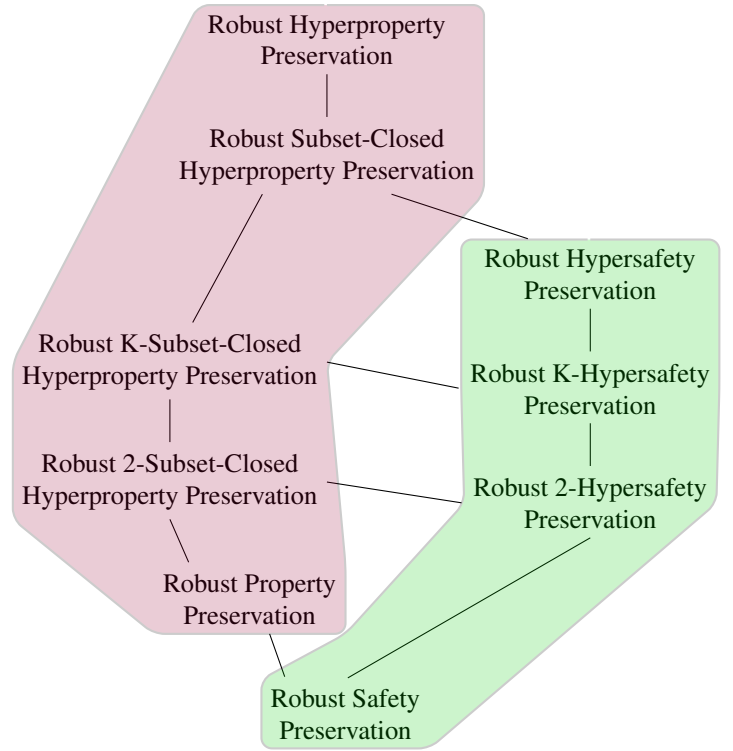 Robust Hyperproperty
Preservation
Robust Subset-Closed
Hyperproperty Preservation
Robust Hypersafety
Preservation
Robust K-Subset-Closed
Hyperproperty Preservation
Robust K-Hypersafety
Preservation
Robust 2-Subset-Closed
Hyperproperty Preservation
Robust 2-Hypersafety
Preservation
Robust Property
Preservation
Robust Safety
Preservation